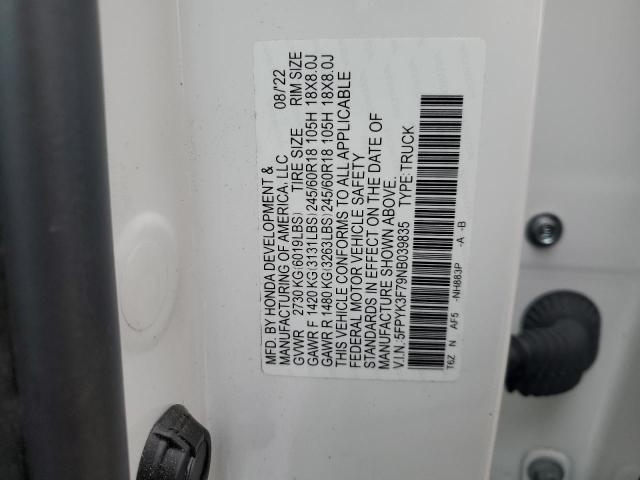 MFD. BY HONDA DEVELOPMENT &
MANUFACTURING OF AMERICA, LLC 08/'22
GVWR 2730 KG(6019LBS) TIRE SIZE RIM SIZE
GAWR F 1420 KG(3131LBS) 245/60R18 105H 18X8.0J
GAWR R 1480 KG(3263LBS) 245/60R18 105H 18X8.0J
THIS VEHICLE CONFORMS TO ALL APPLICABLE
FEDERAL MOTOR VEHICLE SAFETY
STANDARDS IN EFFECT ON THE DATE OF
MANUFACTURE SHOWN ABOVE.
V.I.N:5FPYK3F79NB039835 TYPE:TRUCK
T6Z N AF5 -NH883P -A -B